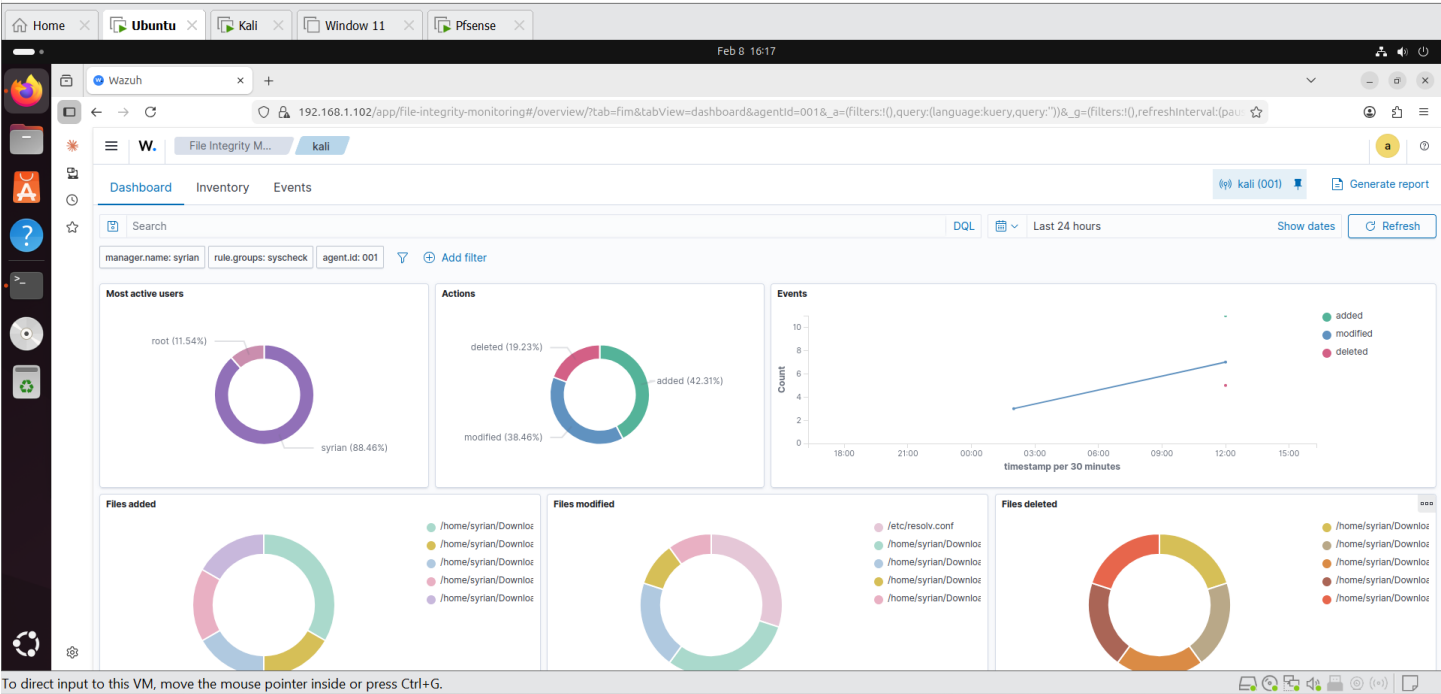 Home × Ubuntu × Kali × Window 11 × Pfsense ×
Feb 8 16:17
Wazuh × +
192.168.1.102/app/file-integrity-monitoring#/overview/?tab=fim&tabView=dashboard&agentId=001&_a=(filters:!(),query:(language:kuery,query:''))&_g=(filters:!(),refreshInterval:(pau
W. File Integrity M... kali a
Dashboard Inventory Events kali (001) Generate report
Search DQL Last 24 hours Show dates Refresh
manager.name: syrian rule.groups: syscheck agent.id: 001 Add filter
Most active users
root (11.54%)
syrian (88.46%)
Actions
deleted (19.23%)
added (42.31%)
modified (38.46%)
Events
added
modified
deleted
10
8
6
4
2
0
Count
18:00 21:00 00:00 03:00 06:00 09:00 12:00 15:00
timestamp per 30 minutes
Files added
/home/syrian/Downloa
/home/syrian/Downloa
/home/syrian/Downloa
/home/syrian/Downloa
/home/syrian/Downloa
Files modified
/etc/resolv.conf
/home/syrian/Downloa
/home/syrian/Downloa
/home/syrian/Downloa
/home/syrian/Downloa
Files deleted
/home/syrian/Downloa
/home/syrian/Downloa
/home/syrian/Downloa
/home/syrian/Downloa
/home/syrian/Downloa
To direct input to this VM, move the mouse pointer inside or press Ctrl+G.